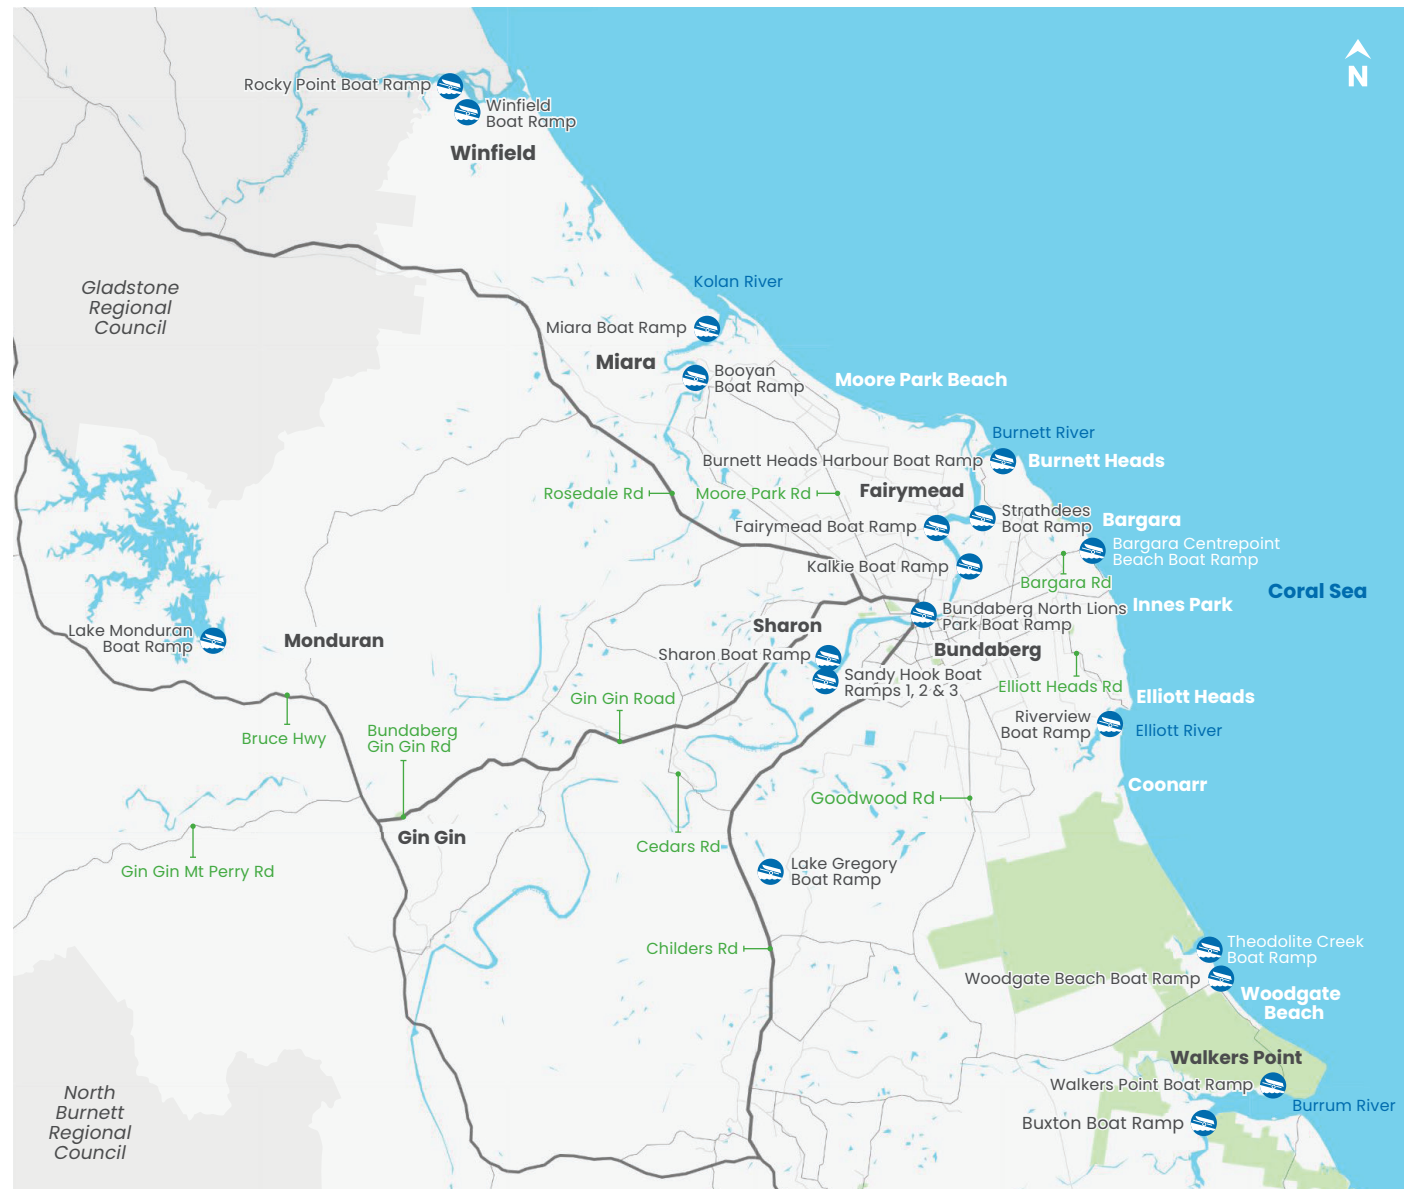 N
Rocky Point Boat Ramp
Winfield
Boat Ramp
Winfield
Gladstone
Regional
Council
Kolan River
Miara Boat Ramp
Miara
Booyan
Boat Ramp
Moore Park Beach
Burnett River
Burnett Heads Harbour Boat Ramp
Burnett Heads
Rosedale Rd
Moore Park Rd
Fairymead
Strathdees
Boat Ramp
Fairymead Boat Ramp
Bargara
Bargara Centrepoint
Beach Boat Ramp
Kalkie Boat Ramp
Bargara Rd
Coral Sea
Innes Park
Bundaberg North Lions
Park Boat Ramp
Sharon
Lake Monduran
Boat Ramp
Monduran
Bundaberg
Sharon Boat Ramp
Sandy Hook Boat
Ramps 1, 2 & 3
Elliott Heads Rd
Elliott Heads
Gin Gin Road
Riverview
Boat Ramp
Elliott River
Bruce Hwy
Bundaberg
Gin Gin Rd
Coonarr
Goodwood Rd
Gin Gin
Cedars Rd
Gin Gin Mt Perry Rd
Lake Gregory
Boat Ramp
Childers Rd
Theodolite Creek
Boat Ramp
Woodgate Beach Boat Ramp
Woodgate
Beach
Walkers Point
Walkers Point Boat Ramp
Burrum River
Buxton Boat Ramp
North
Burnett
Regional
Council